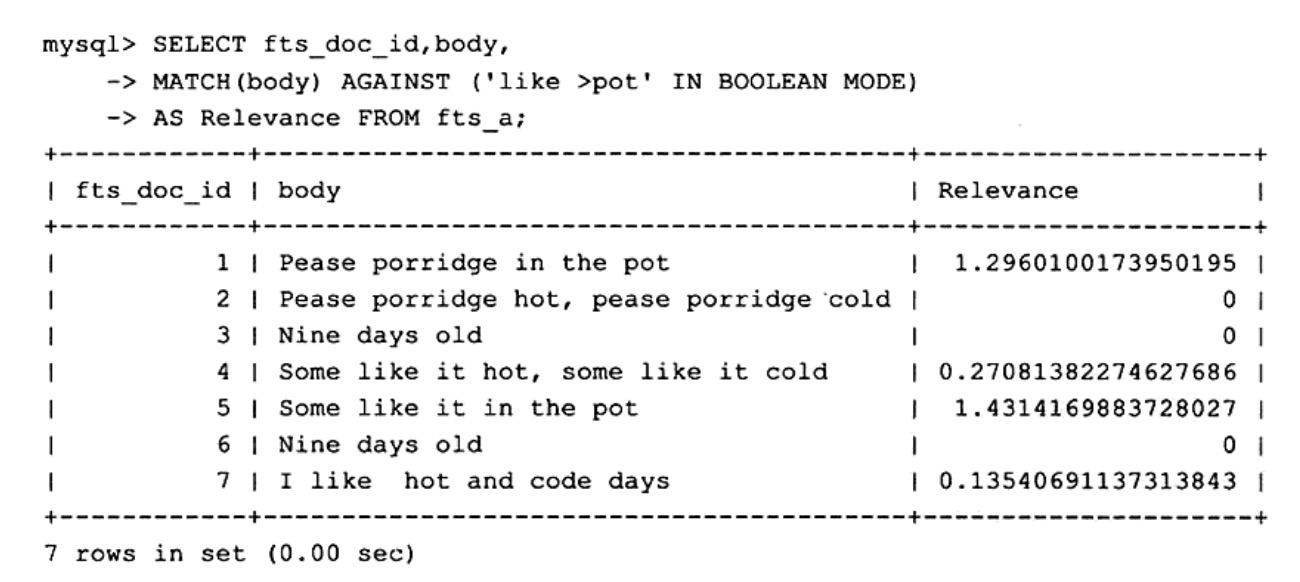 mysql> SELECT fts_doc_id,body,
    -> MATCH(body) AGAINST ('like >pot' IN BOOLEAN MODE)
    -> AS Relevance FROM fts_a;
+------------+-----------------------------------------+---------------------+
| fts_doc_id | body                                    | Relevance           |
+------------+-----------------------------------------+---------------------+
|          1 | Pease porridge in the pot               |  1.2960100173950195 |
|          2 | Pease porridge hot, pease porridge cold |                   0 |
|          3 | Nine days old                           |                   0 |
|          4 | Some like it hot, some like it cold     | 0.27081382274627686 |
|          5 | Some like it in the pot                 |  1.4314169883728027 |
|          6 | Nine days old                           |                   0 |
|          7 | I like  hot and code days               | 0.13540691137313843 |
+------------+-----------------------------------------+---------------------+
7 rows in set (0.00 sec)